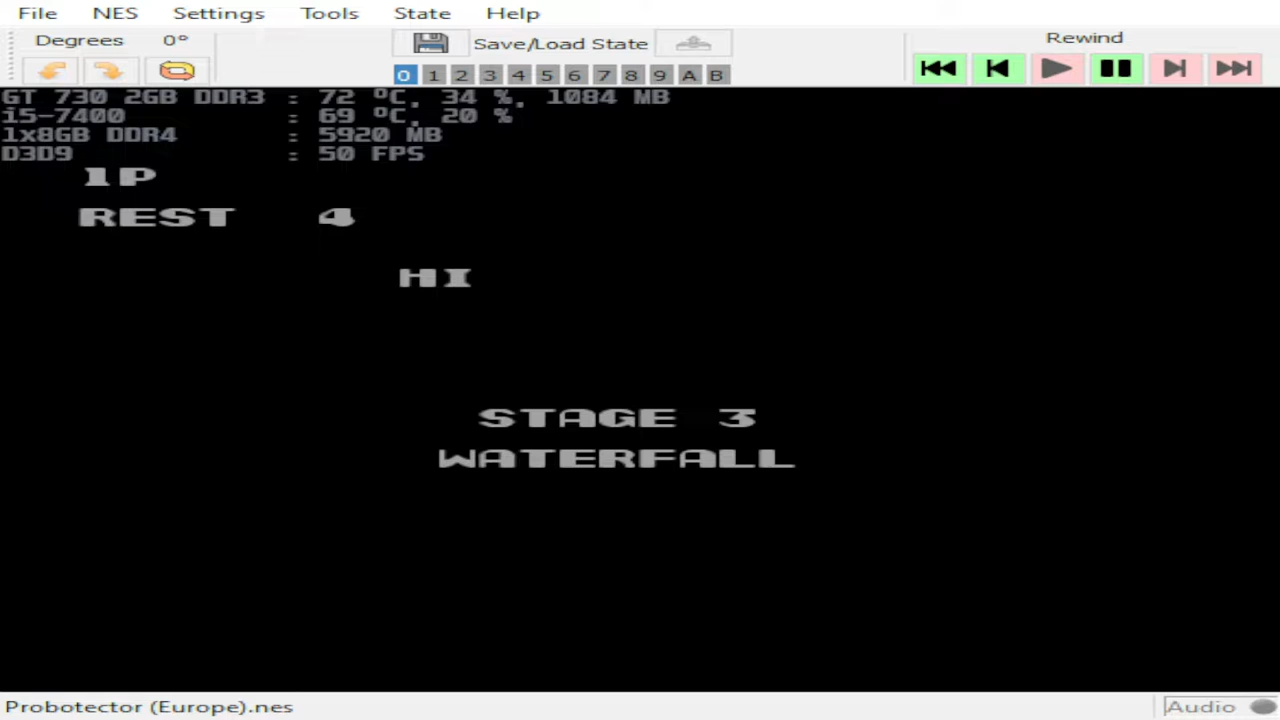 File NES Settings Tools State Help
Degrees 0° Save/Load State Rewind
0 1 2 3 4 5 6 7 8 9 A B
GT 730 2GB DDR3 : 72 ºC, 34 %, 1084 MB
i5-7400 : 69 ºC, 20 %
1x8GB DDR4 : 5920 MB
D3D9 : 50 FPS
1P
REST 4
HI
STAGE 3
WATERFALL
Probotector (Europe).nes Audio